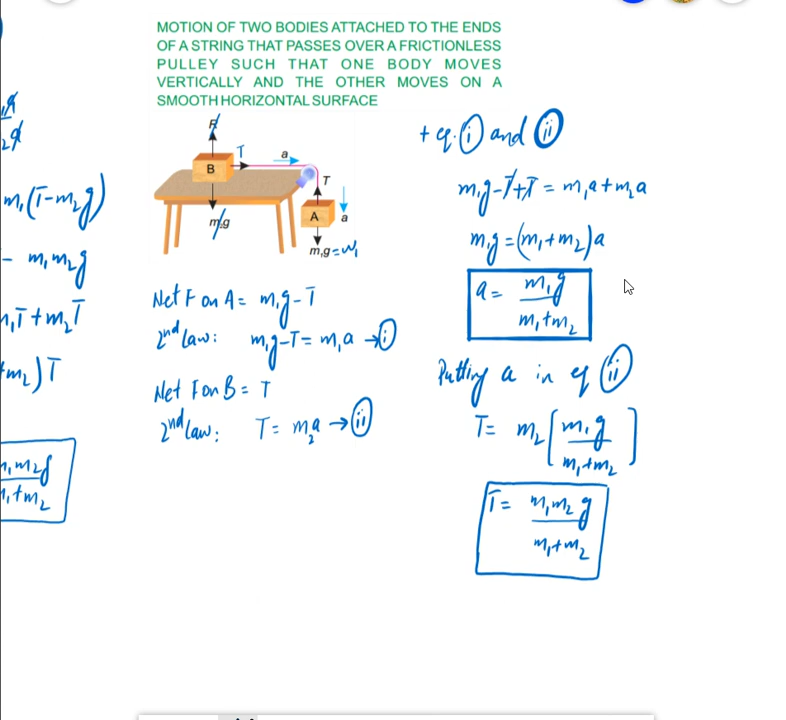 MOTION OF TWO BODIES ATTACHED TO THE ENDS
OF A STRING THAT PASSES OVER A FRICTIONLESS
PULLEY SUCH THAT ONE BODY MOVES
VERTICALLY AND THE OTHER MOVES ON A
SMOOTH HORIZONTAL SURFACE
R
T
a
B
T
A
a
m₂g
m₁g=W₁
Net F on A = m₁g-T
2nd law: m₁g-T= m₁a →(i)
Net F on B = T
2nd law: T= m₂a →(ii)
+ eq. (i) and (ii)
m₁g-T+T = m₁a+m₂a
m₁g =(m₁+m₂)a
a= m₁g
m₁+m₂
Putting a in eq (ii)
T= m₂ [m₁g
m₁+m₂]
T= m₁m₂ g
m₁+m₂
m₁(T-m₂g)
- m₁m₂g
m₁T+m₂T
m₂)T
m₁m₂g
m₁+m₂